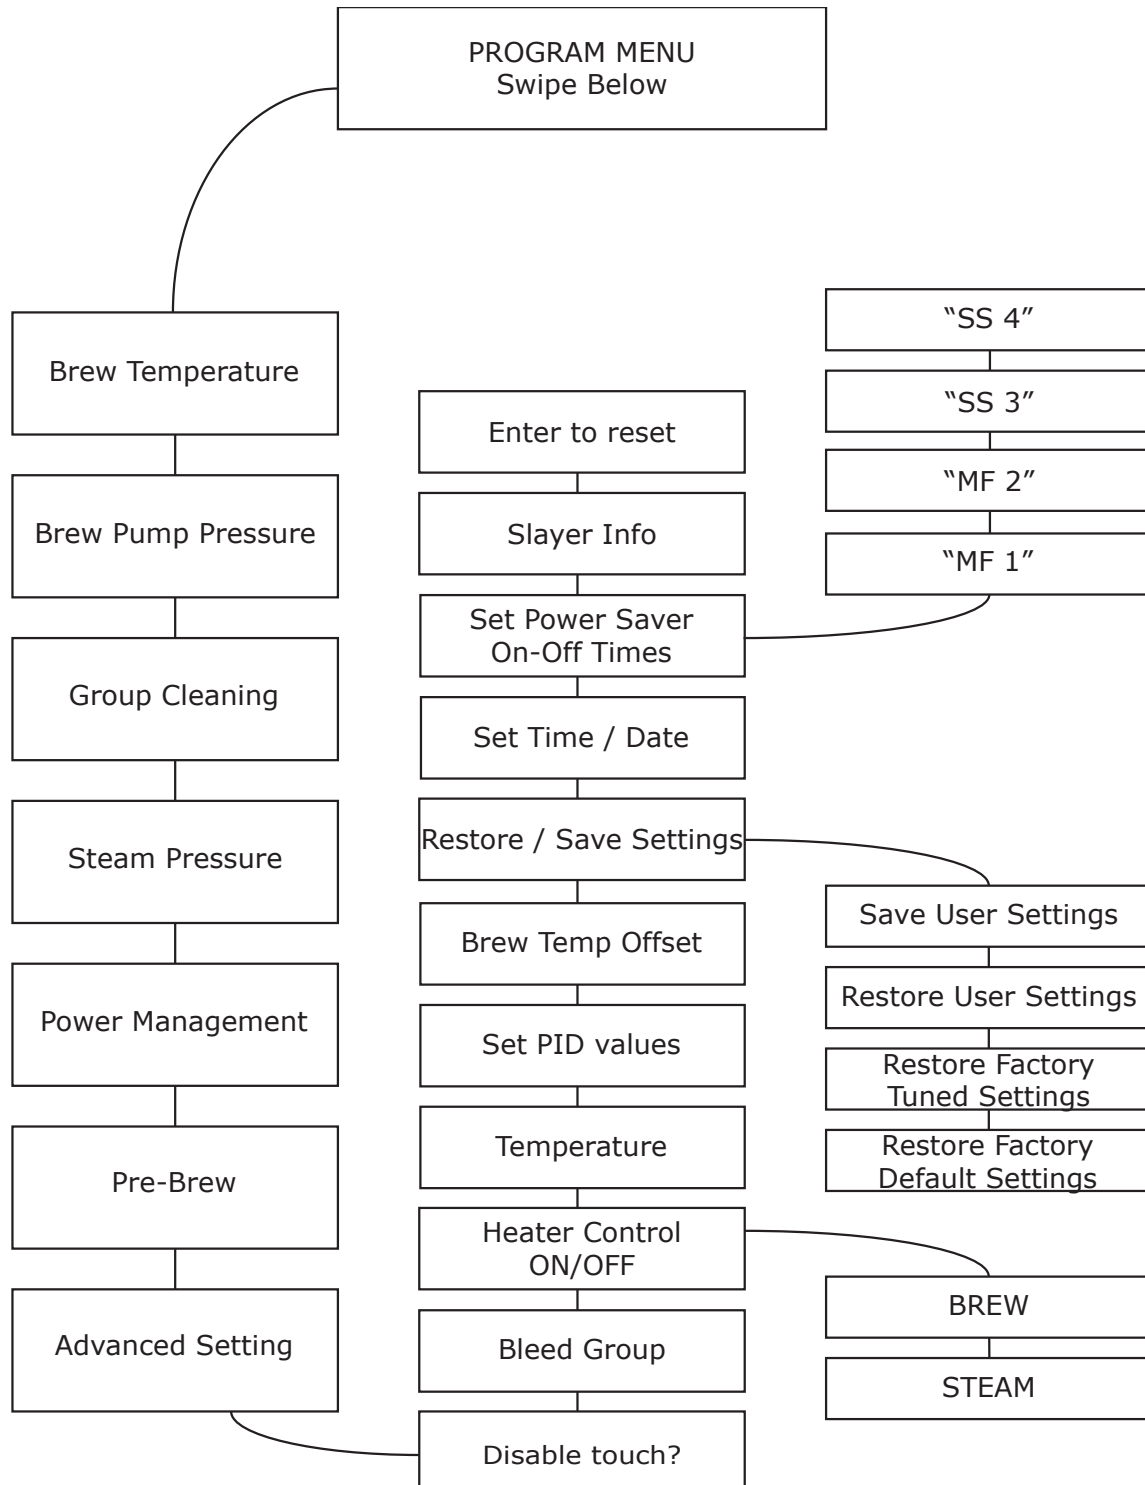 PROGRAM MENU
Swipe Below
Brew Temperature
Brew Pump Pressure
Group Cleaning
Steam Pressure
Power Management
Pre-Brew
Advanced Setting
Enter to reset
Slayer Info
Set Power Saver
On-Off Times
Set Time / Date
Restore / Save Settings
Brew Temp Offset
Set PID values
Temperature
Heater Control
ON/OFF
Bleed Group
Disable touch?
“SS 4”
“SS 3”
“MF 2”
“MF 1”
Save User Settings
Restore User Settings
Restore Factory
Tuned Settings
Restore Factory
Default Settings
BREW
STEAM